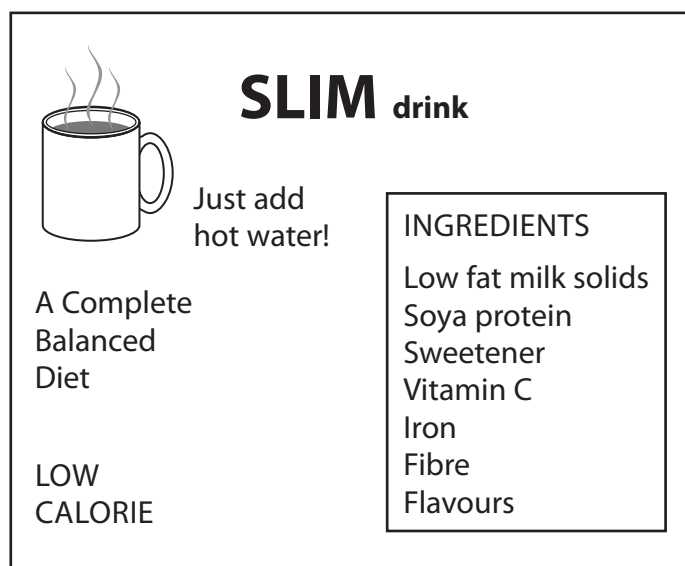 SLIM drink
Just add
hot water!
A Complete
Balanced
Diet
LOW
CALORIE
INGREDIENTS
Low fat milk solids
Soya protein
Sweetener
Vitamin C
Iron
Fibre
Flavours